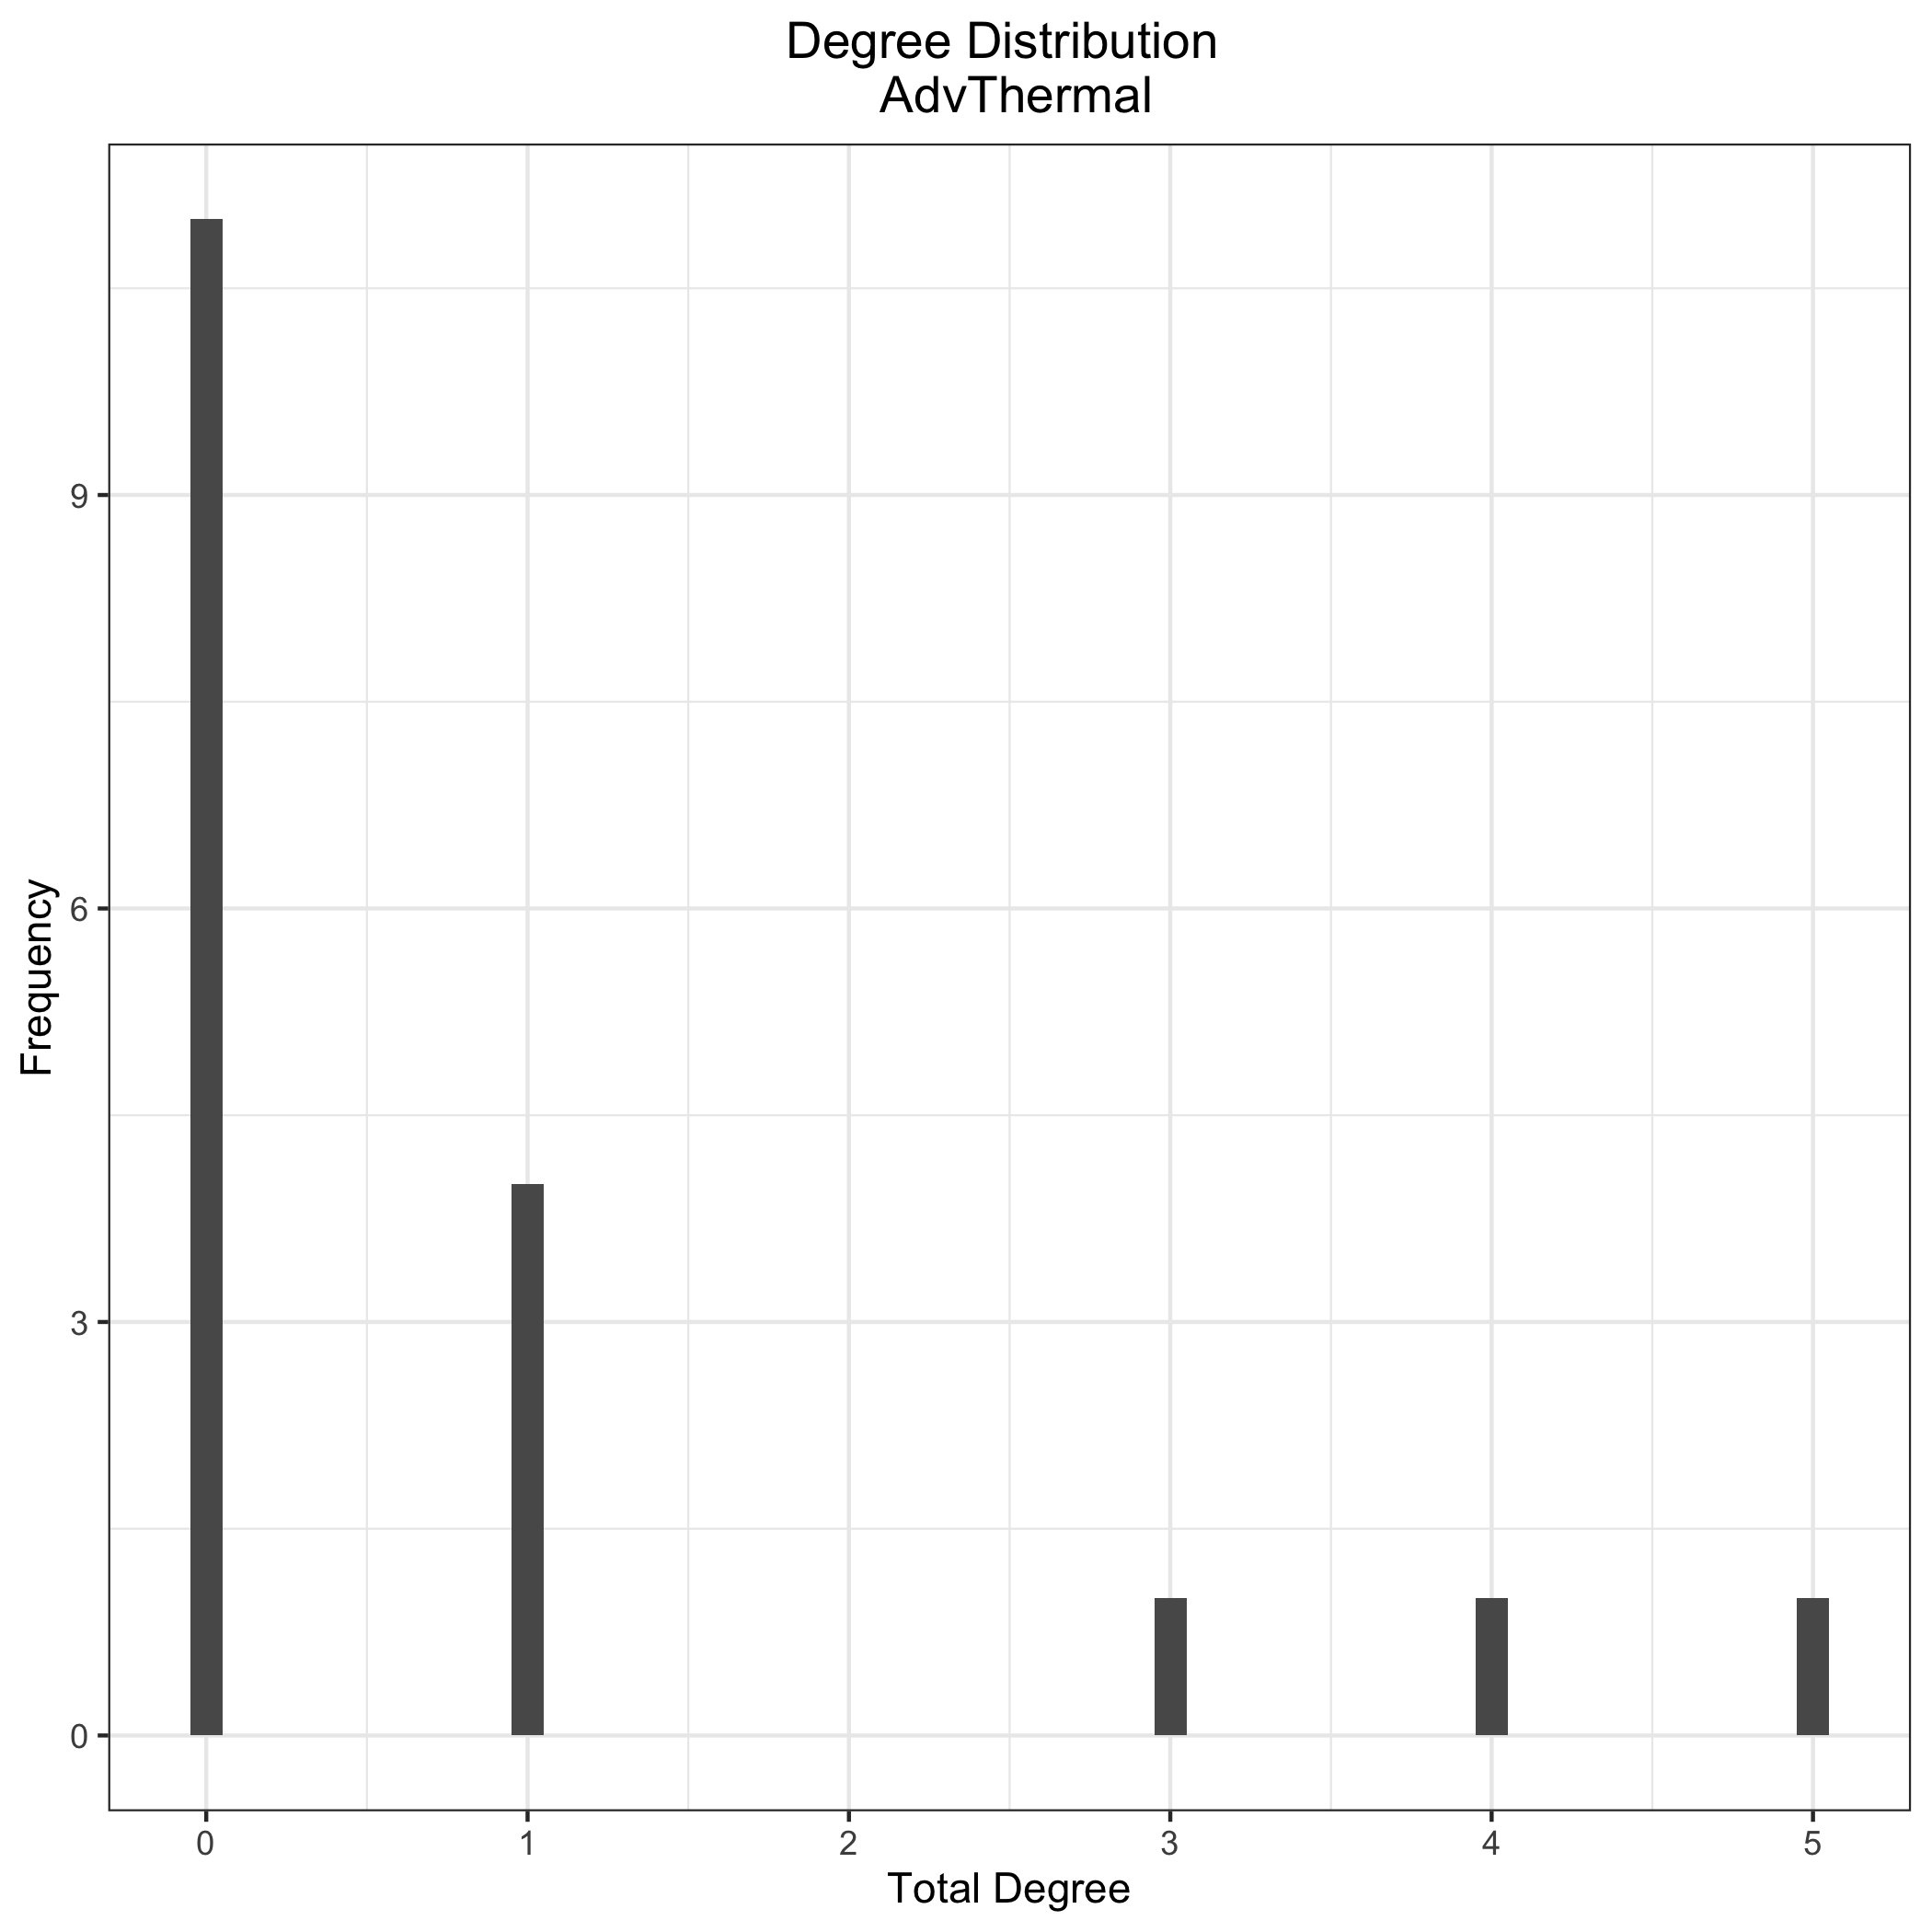 Degree Distribution
AdvThermal
9
6
3
0
Frequency
0 1 2 3 4 5
Total Degree